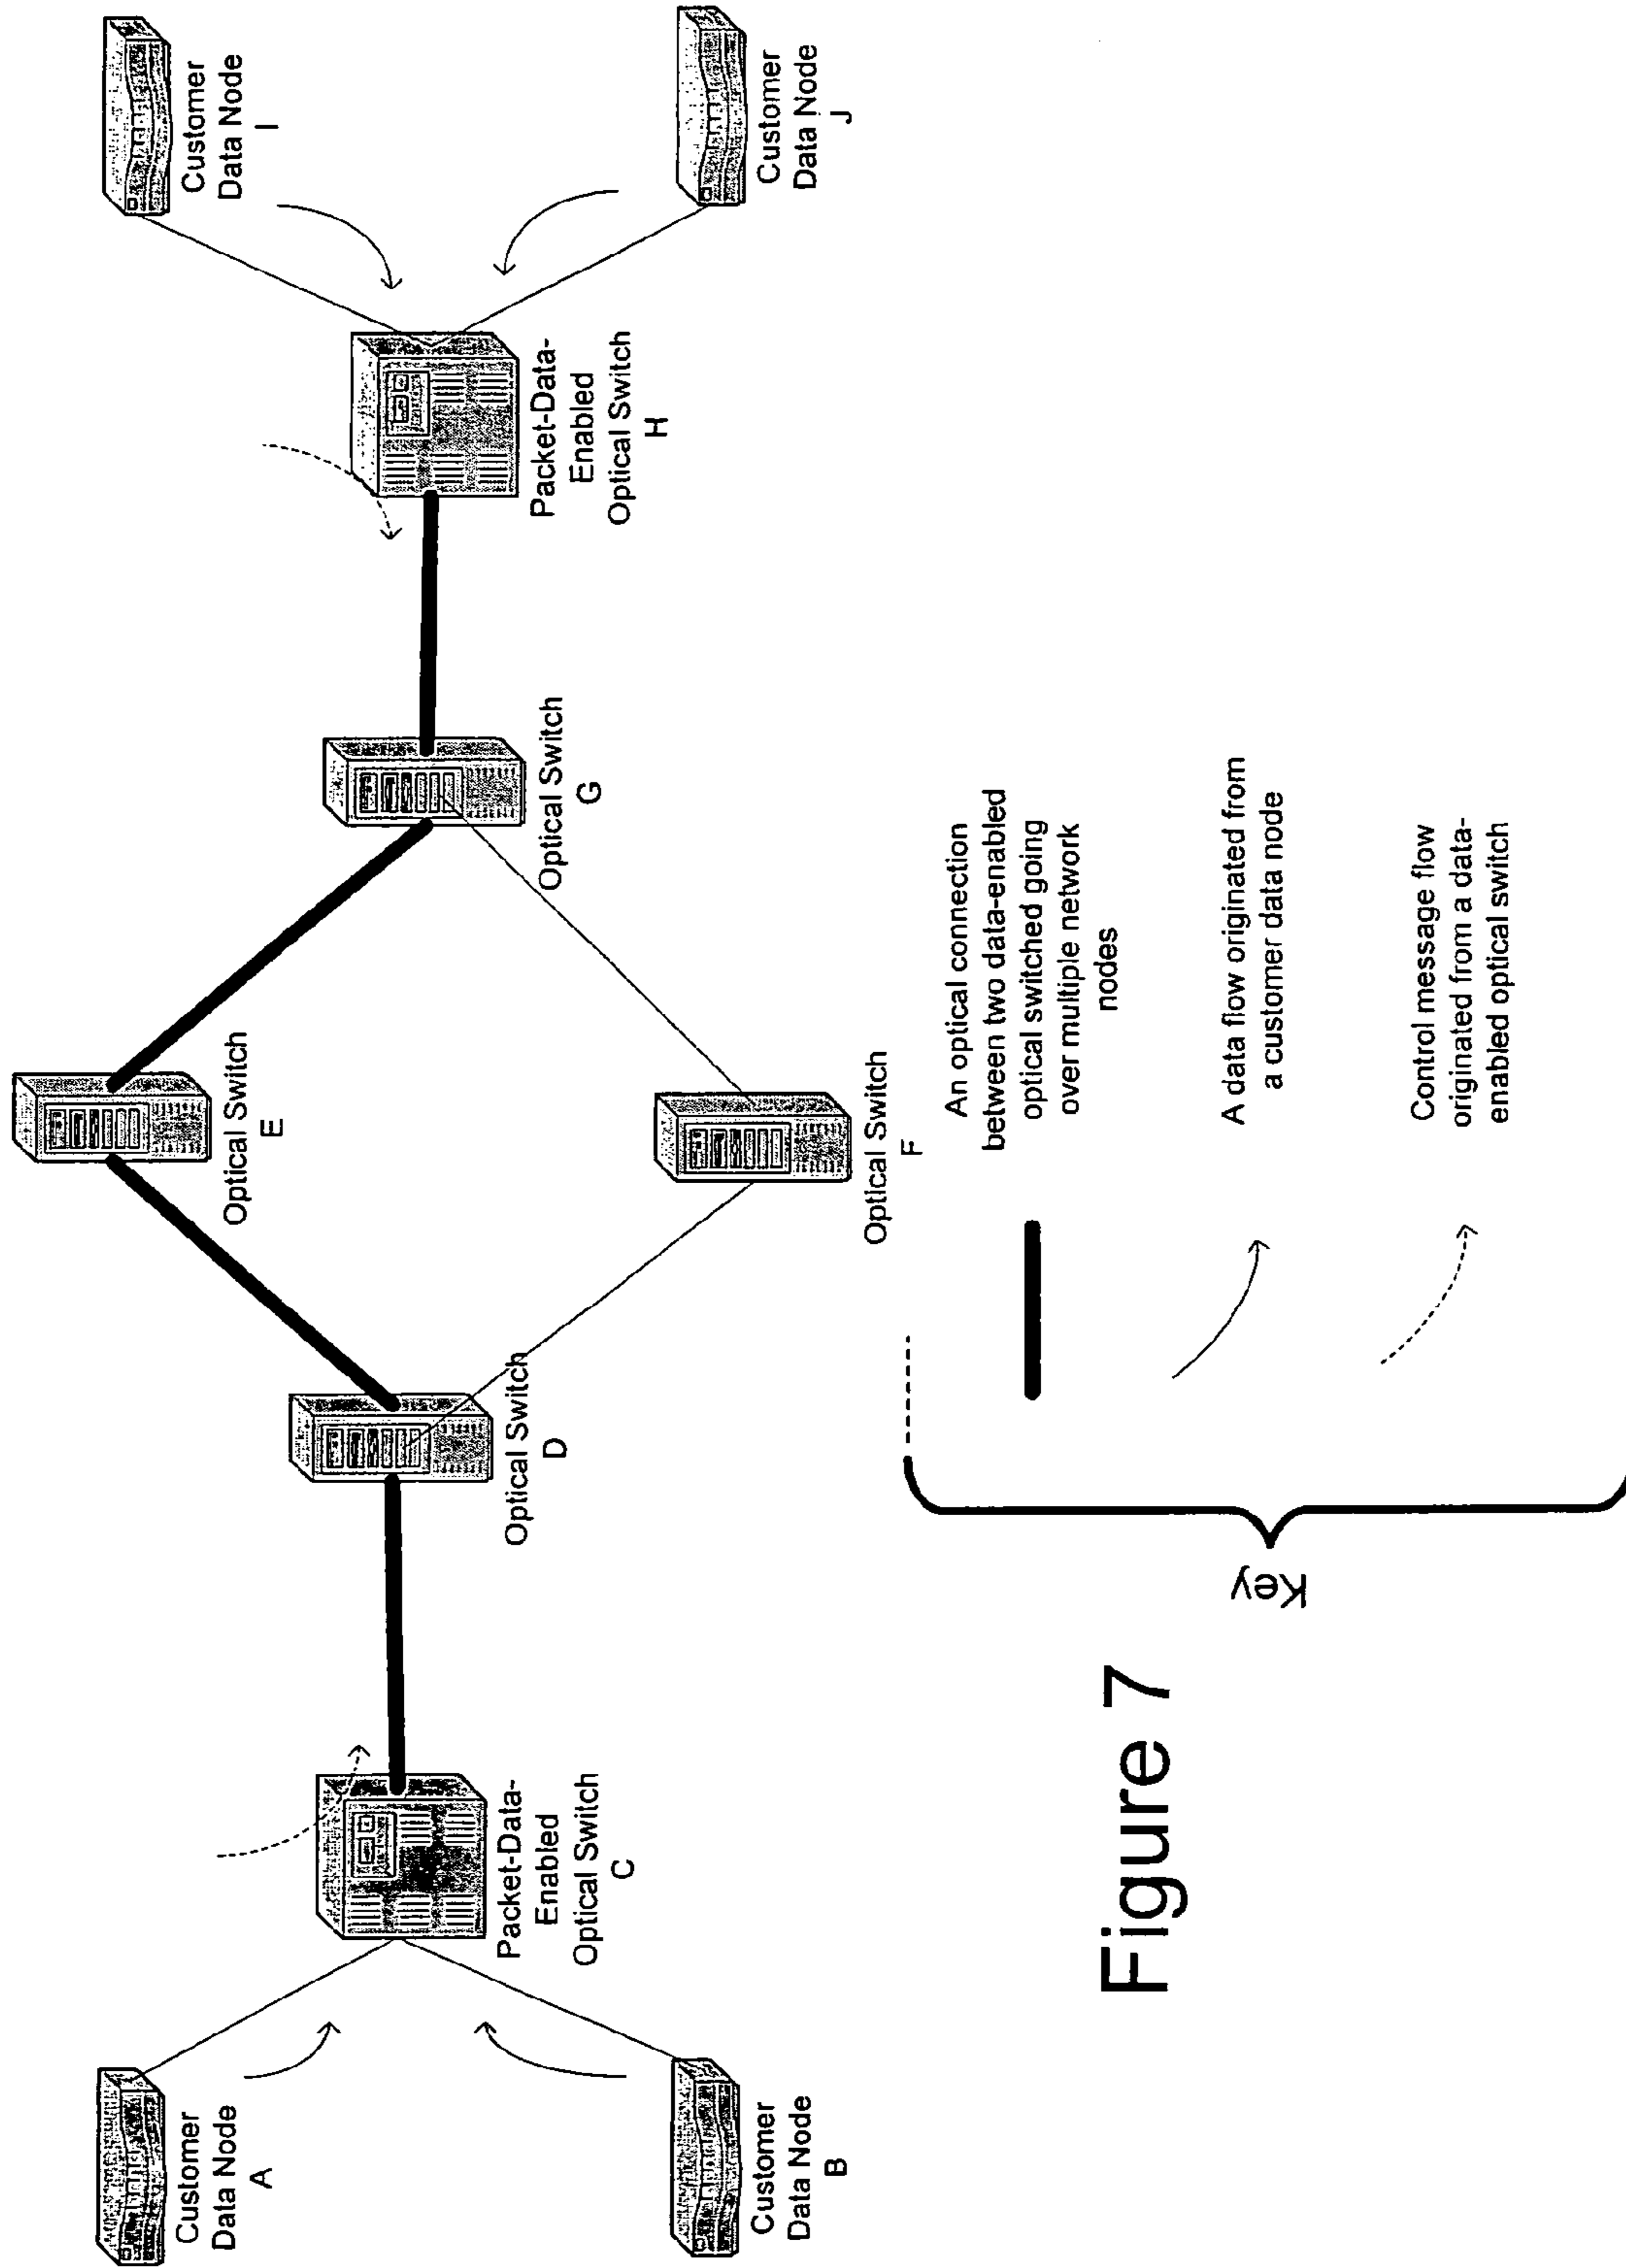 Customer
Data Node
A
Customer
Data Node
B
Packet-Data-
Enabled
Optical Switch
C
Optical Switch
D
Optical Switch
E
Optical Switch
F
Optical Switch
G
Packet-Data-
Enabled
Optical Switch
H
Customer
Data Node
I
Customer
Data Node
J
Key
An optical connection
between two data-enabled
optical switched going
over multiple network
nodes
A data flow originated from
a customer data node
Control message flow
originated from a data-
enabled optical switch
Figure 7